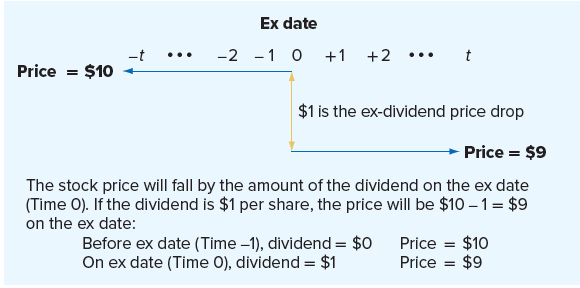 Ex date
-t ••• -2 -1 0 +1 +2 ••• t
Price = $10
$1 is the ex-dividend price drop
Price = $9
The stock price will fall by the amount of the dividend on the ex date
(Time 0). If the dividend is $1 per share, the price will be $10 – 1 = $9
on the ex date:
Before ex date (Time –1), dividend = $0 Price = $10
On ex date (Time 0), dividend = $1 Price = $9